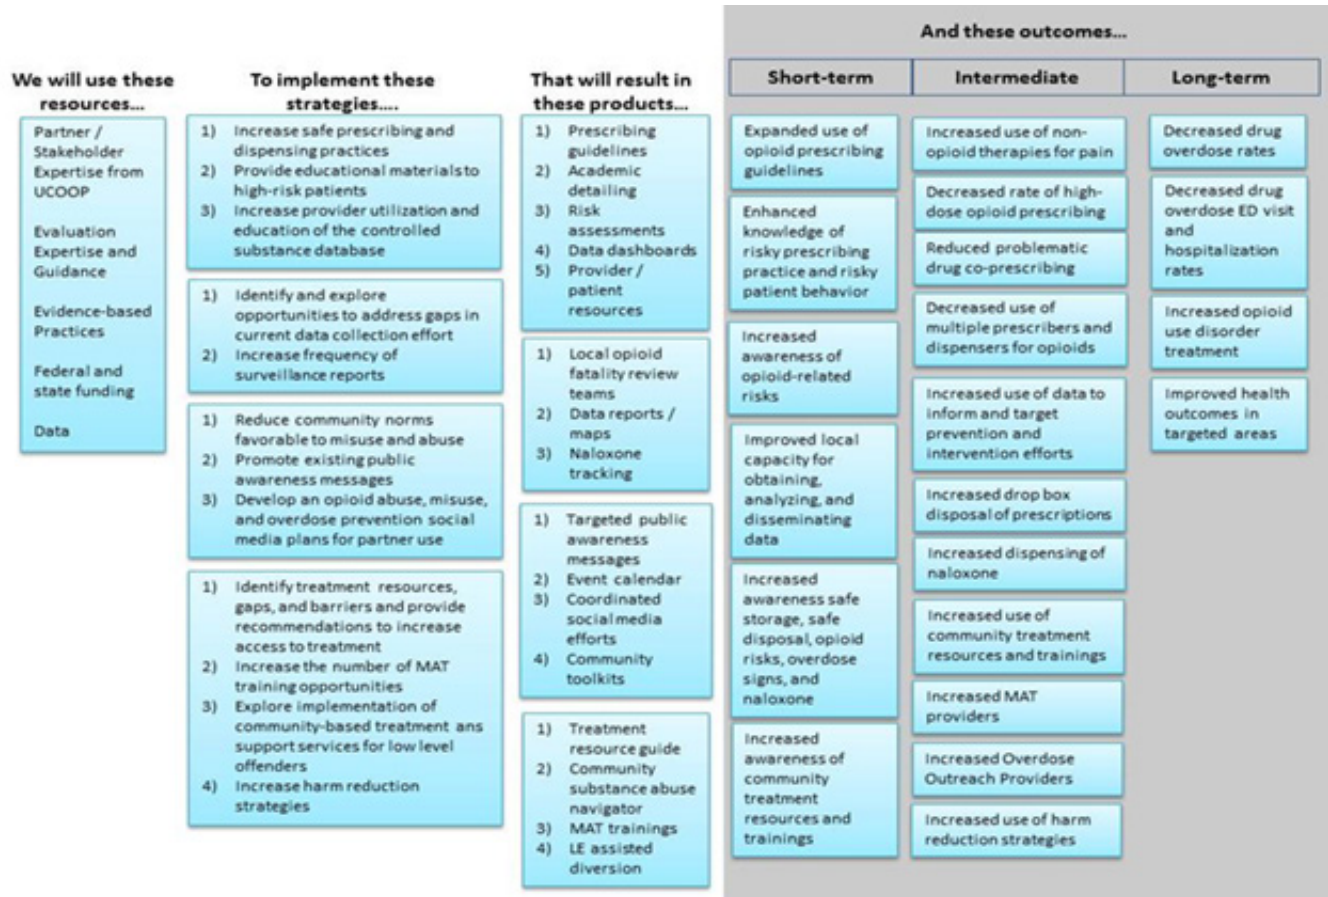 And these outcomes...
We will use these
resources...
To implement these
strategies....
That will result in
these products...
Short-term
Intermediate
Long-term
Partner /
Stakeholder
Expertise from
UCOOP
Evaluation
Expertise and
Guidance
Evidence-based
Practices
Federal and
state funding
Data
1) Increase safe prescribing and
dispensing practices
2) Provide educational materials to
high-risk patients
3) Increase provider utilization and
education of the controlled
substance database
1) Identify and explore
opportunities to address gaps in
current data collection effort
2) Increase frequency of
surveillance reports
1) Reduce community norms
favorable to misuse and abuse
2) Promote existing public
awareness messages
3) Develop an opioid abuse, misuse,
and overdose prevention social
media plans for partner use
1) Identify treatment resources,
gaps, and barriers and provide
recommendations to increase
access to treatment
2) Increase the number of MAT
training opportunities
3) Explore implementation of
community-based treatment ans
support services for low level
offenders
4) Increase harm reduction
strategies
1) Prescribing
guidelines
2) Academic
detailing
3) Risk
assessments
4) Data dashboards
5) Provider /
patient
resources
1) Local opioid
fatality review
teams
2) Data reports /
maps
3) Naloxone
tracking
1) Targeted public
awareness
messages
2) Event calendar
3) Coordinated
social media
efforts
4) Community
toolkits
1) Treatment
resource guide
2) Community
substance abuse
navigator
3) MAT trainings
4) LE assisted
diversion
Expanded use of
opioid prescribing
guidelines
Enhanced
knowledge of
risky prescribing
practice and risky
patient behavior
Increased
awareness of
opioid-related
risks
Improved local
capacity for
obtaining,
analyzing, and
disseminating
data
Increased
awareness safe
storage, safe
disposal, opioid
risks, overdose
signs, and
naloxone
Increased
awareness of
community
treatment
resources and
trainings
Increased use of non-
opioid therapies for pain
Decreased rate of high-
dose opioid prescribing
Reduced problematic
drug co-prescribing
Decreased use of
multiple prescribers and
dispensers for opioids
Increased use of data to
inform and target
prevention and
intervention efforts
Increased drop box
disposal of prescriptions
Increased dispensing of
naloxone
Increased use of
community treatment
resources and trainings
Increased MAT
providers
Increased Overdose
Outreach Providers
Increased use of harm
reduction strategies
Decreased drug
overdose rates
Decreased drug
overdose ED visit
and
hospitalization
rates
Increased opioid
use disorder
treatment
Improved health
outcomes in
targeted areas